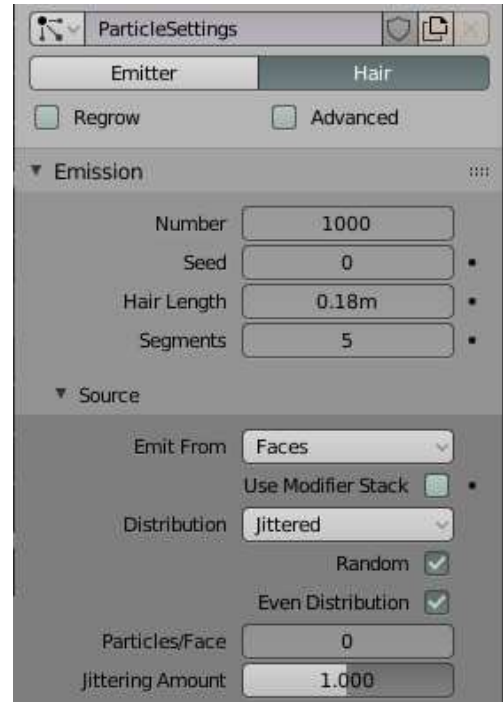 ParticleSettings
Emitter Hair
Regrow Advanced
Emission
Number 1000
Seed 0
Hair Length 0.18m
Segments 5
Source
Emit From Faces
Use Modifier Stack
Distribution Jittered
Random
Even Distribution
Particles/Face 0
Jittering Amount 1.000